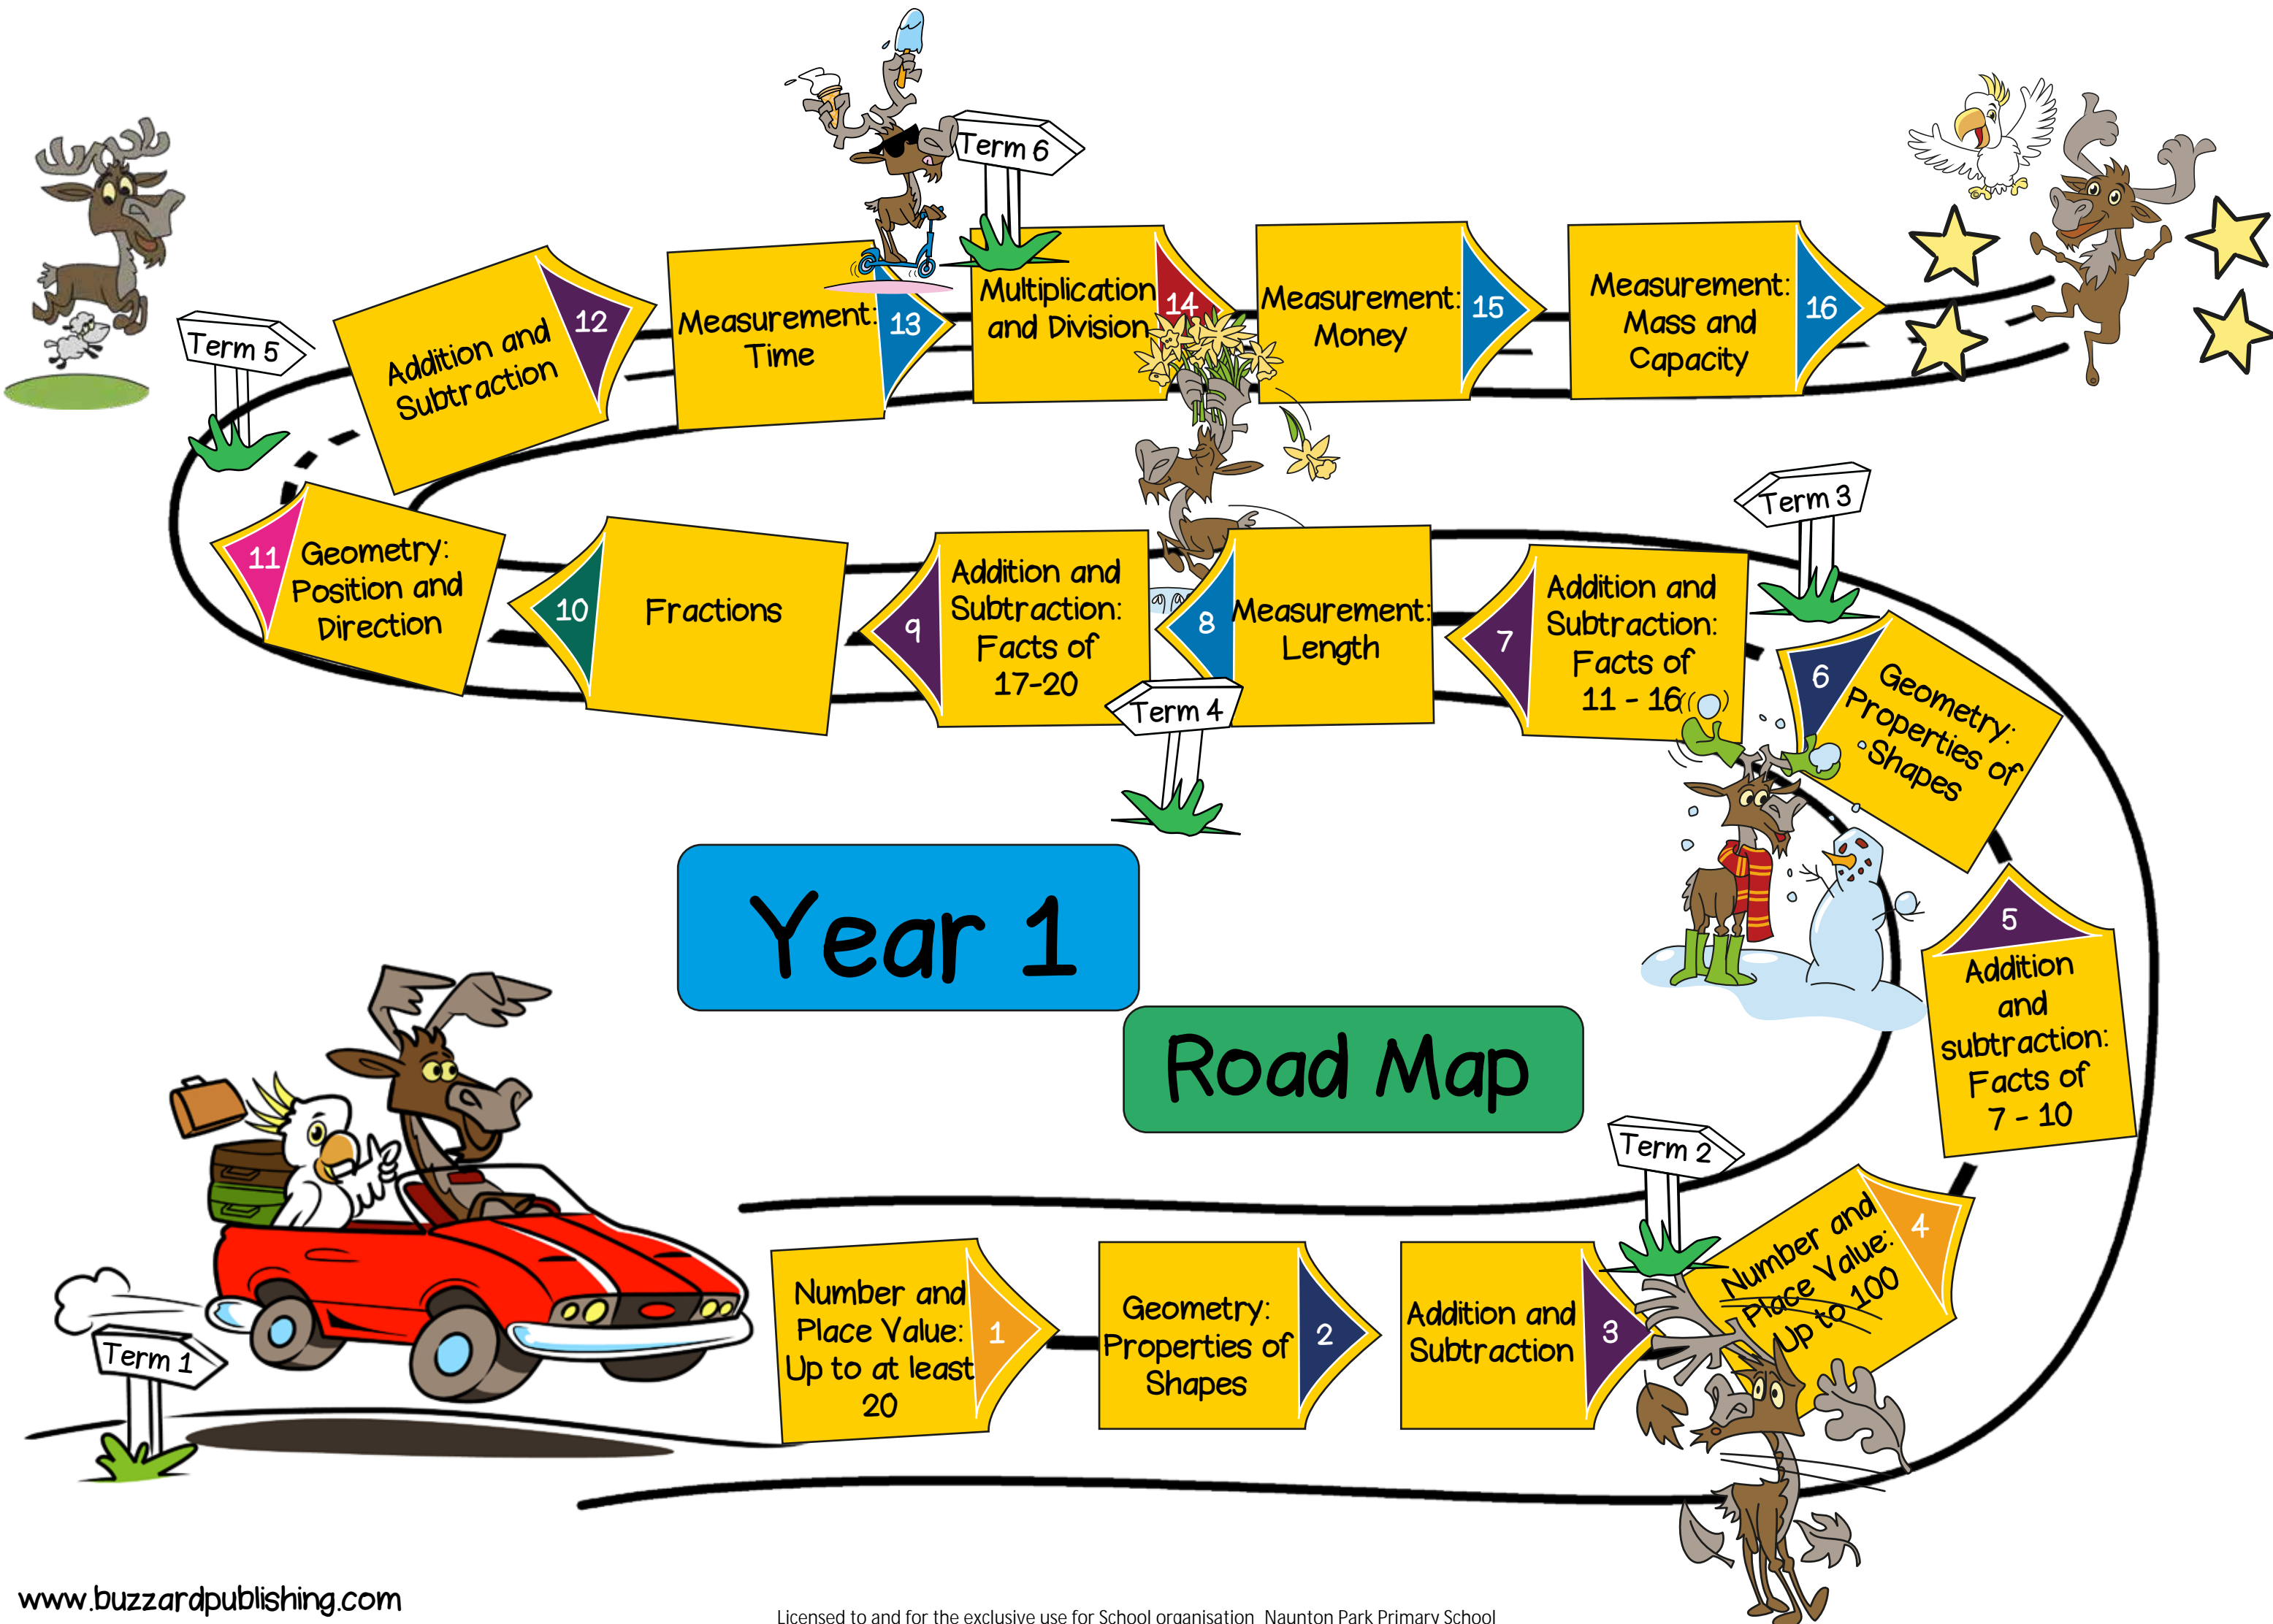 Year 1
Road Map
Term 1
Number and
Place Value:
Up to at least
20
1
Geometry:
Properties of
Shapes
2
Addition and
Subtraction
3
Term 2
Number and
Place Value:
Up to 100
4
5
Addition
and
subtraction:
Facts of
7 - 10
6
Geometry:
Properties of
Shapes
Term 3
7
Addition and
Subtraction:
Facts of
11 - 16
8
Measurement:
Length
Term 4
9
Addition and
Subtraction:
Facts of
17-20
10
Fractions
11
Geometry:
Position and
Direction
Term 5
Addition and
Subtraction
12
Measurement:
Time
13
Term 6
Multiplication
and Division
14
Measurement:
Money
15
Measurement:
Mass and
Capacity
16
www.buzzardpublishing.com
Licensed to and for the exclusive use for School organisation Naunton Park Primary School